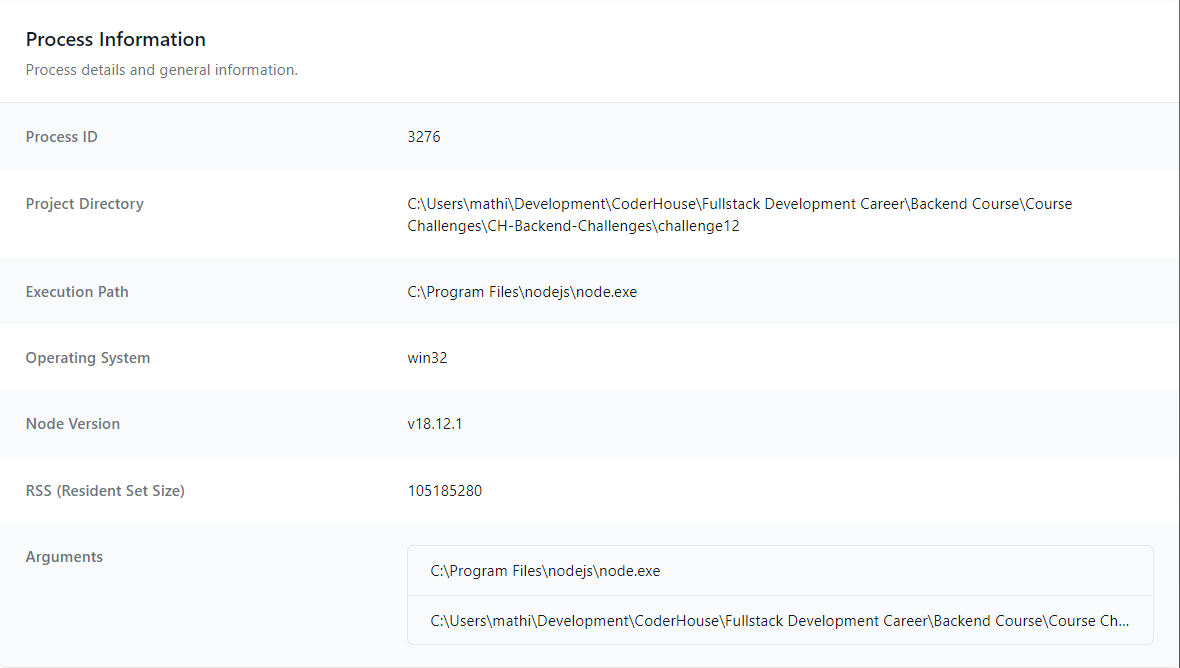 Process Information
Process details and general information.
Process ID
3276
Project Directory
C:\Users\mathi\Development\CoderHouse\Fullstack Development Career\Backend Course\Course
Challenges\CH-Backend-Challenges\challenge12
Execution Path
C:\Program Files\nodejs\node.exe
Operating System
win32
Node Version
v18.12.1
RSS (Resident Set Size)
105185280
Arguments
C:\Program Files\nodejs\node.exe
C:\Users\mathi\Development\CoderHouse\Fullstack Development Career\Backend Course\Course Ch...